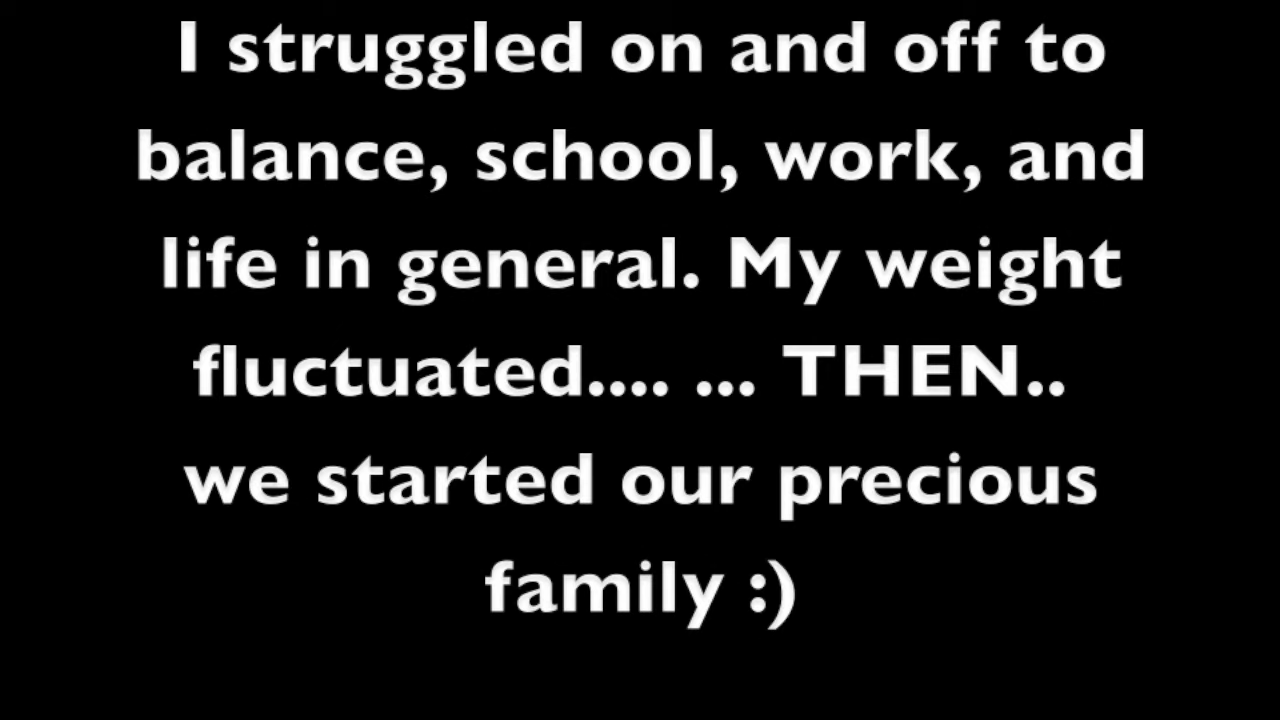 I struggled on and off to
balance, school, work, and
life in general. My weight
fluctuated.... ... THEN..
we started our precious
family :)